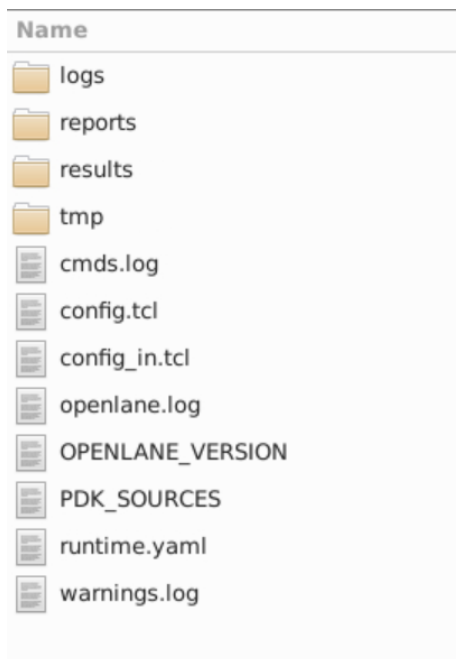 Name
logs
reports
results
tmp
cmds.log
config.tcl
config_in.tcl
openlane.log
OPENLANE_VERSION
PDK_SOURCES
runtime.yaml
warnings.log